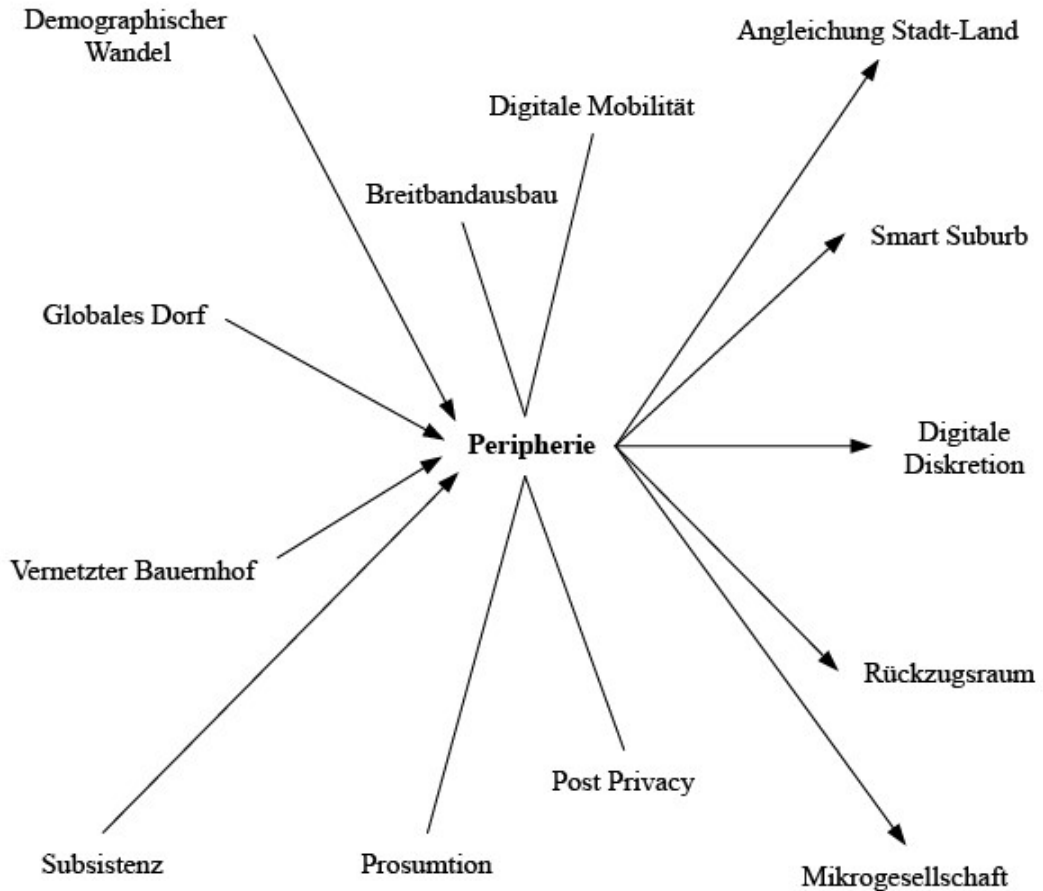 Demographischer
Wandel
Angleichung Stadt-Land
Digitale Mobilität
Breitbandausbau
Smart Suburb
Globales Dorf
Peripherie
Digitale
Diskretion
Vernetzter Bauernhof
Rückzugsraum
Post Privacy
Subsistenz
Prosumtion
Mikrogesellschaft